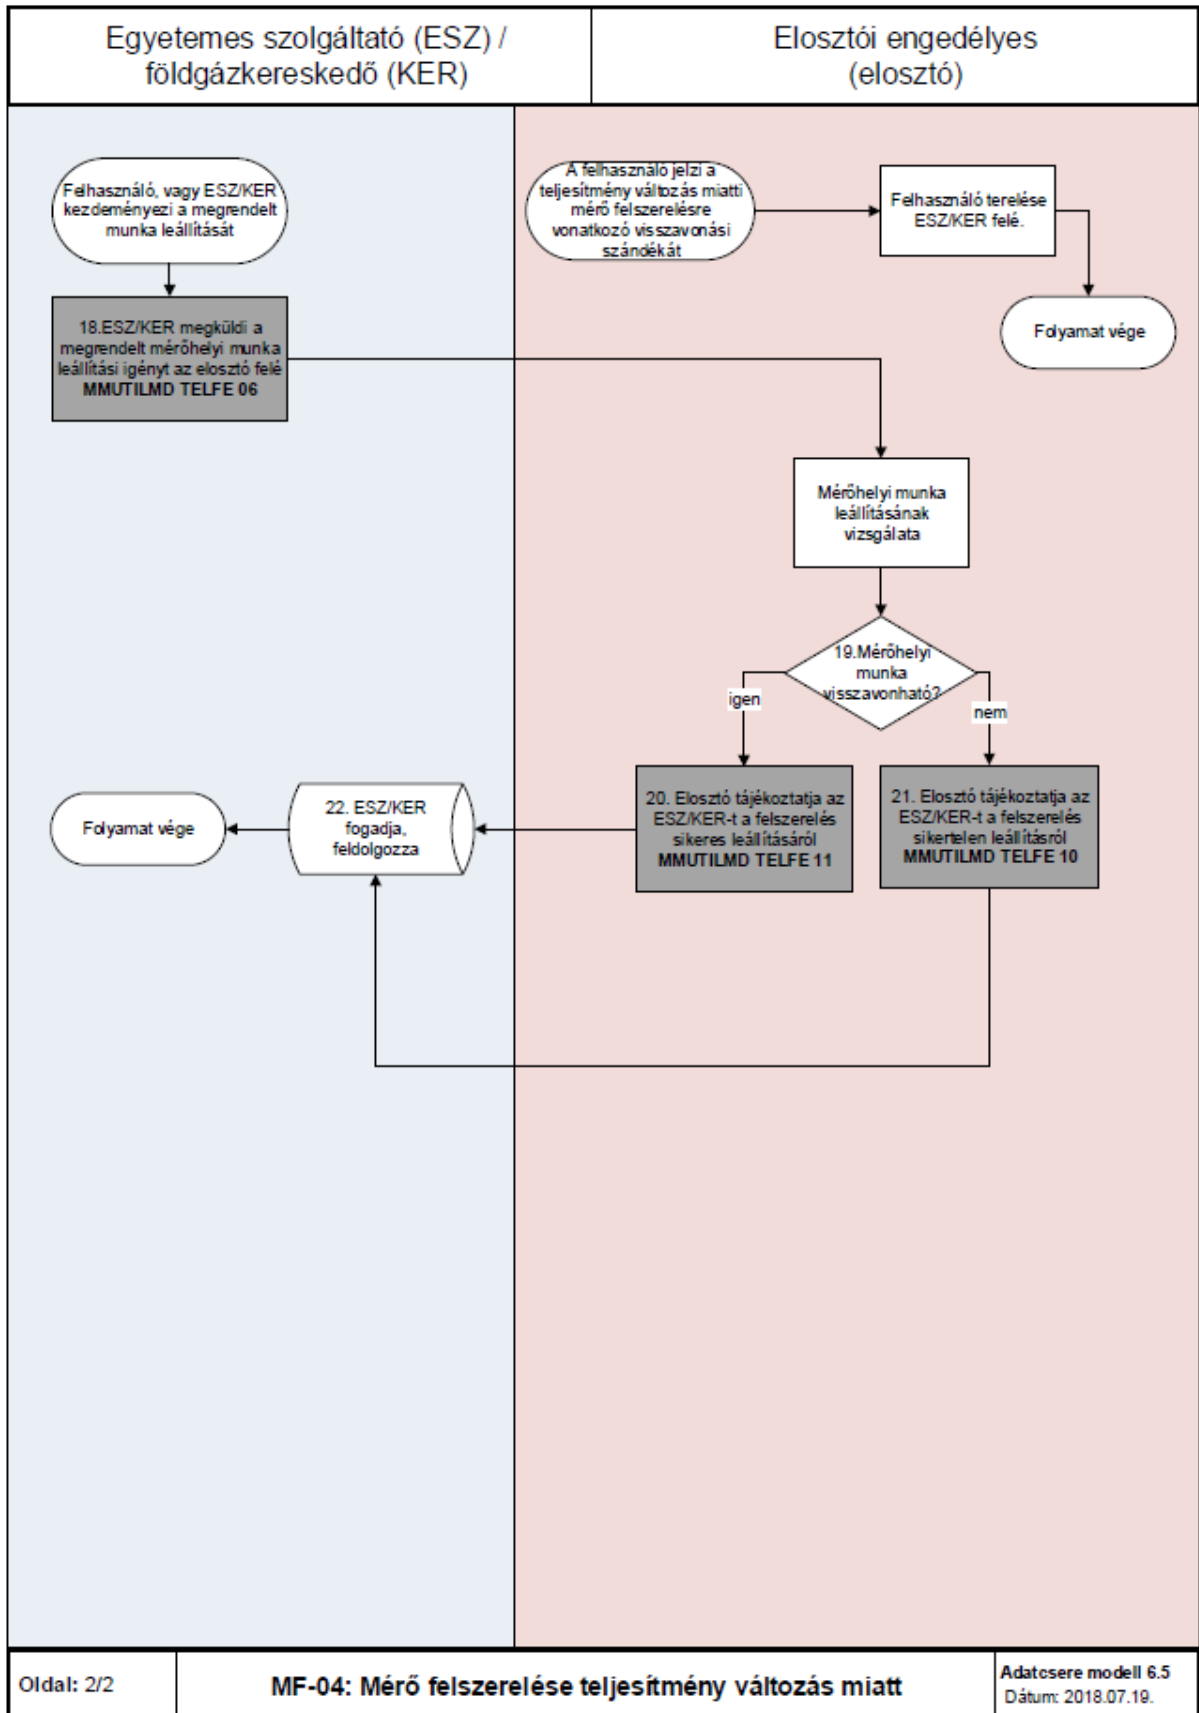 Egyetemes szolgáltató (ESZ) /
földgázkereskedő (KER)
Elosztói engedélyes
(elosztó)
Felhasználó, vagy ESZ/KER
kezdeményezi a megrendelt
munka leállítását
A felhasználó jelzi a
teljesítmény változás miatti
mérő felszerelésre
vonatkozó visszavonási
szándékát
Felhasználó terelése
ESZ/KER felé.
Folyamat vége
18.ESZ/KER megküldi a
megrendelt mérőhelyi munka
leállítási igényt az elosztó felé
MMUTILMD TELFE 06
Mérőhelyi munka
leállításának
vizsgálata
19.Mérőhelyi
munka
visszavonható?
igen
nem
20. Elosztó tájékoztatja az
ESZ/KER-t a felszerelés
sikeres leállításáról
MMUTILMD TELFE 11
21. Elosztó tájékoztatja az
ESZ/KER-t a felszerelés
sikertelen leállításról
MMUTILMD TELFE 10
22. ESZ/KER
fogadja,
feldolgozza
Folyamat vége
Oldal: 2/2
MF-04: Mérő felszerelése teljesítmény változás miatt
Adatcsere modell 6.5
Dátum: 2018.07.19.